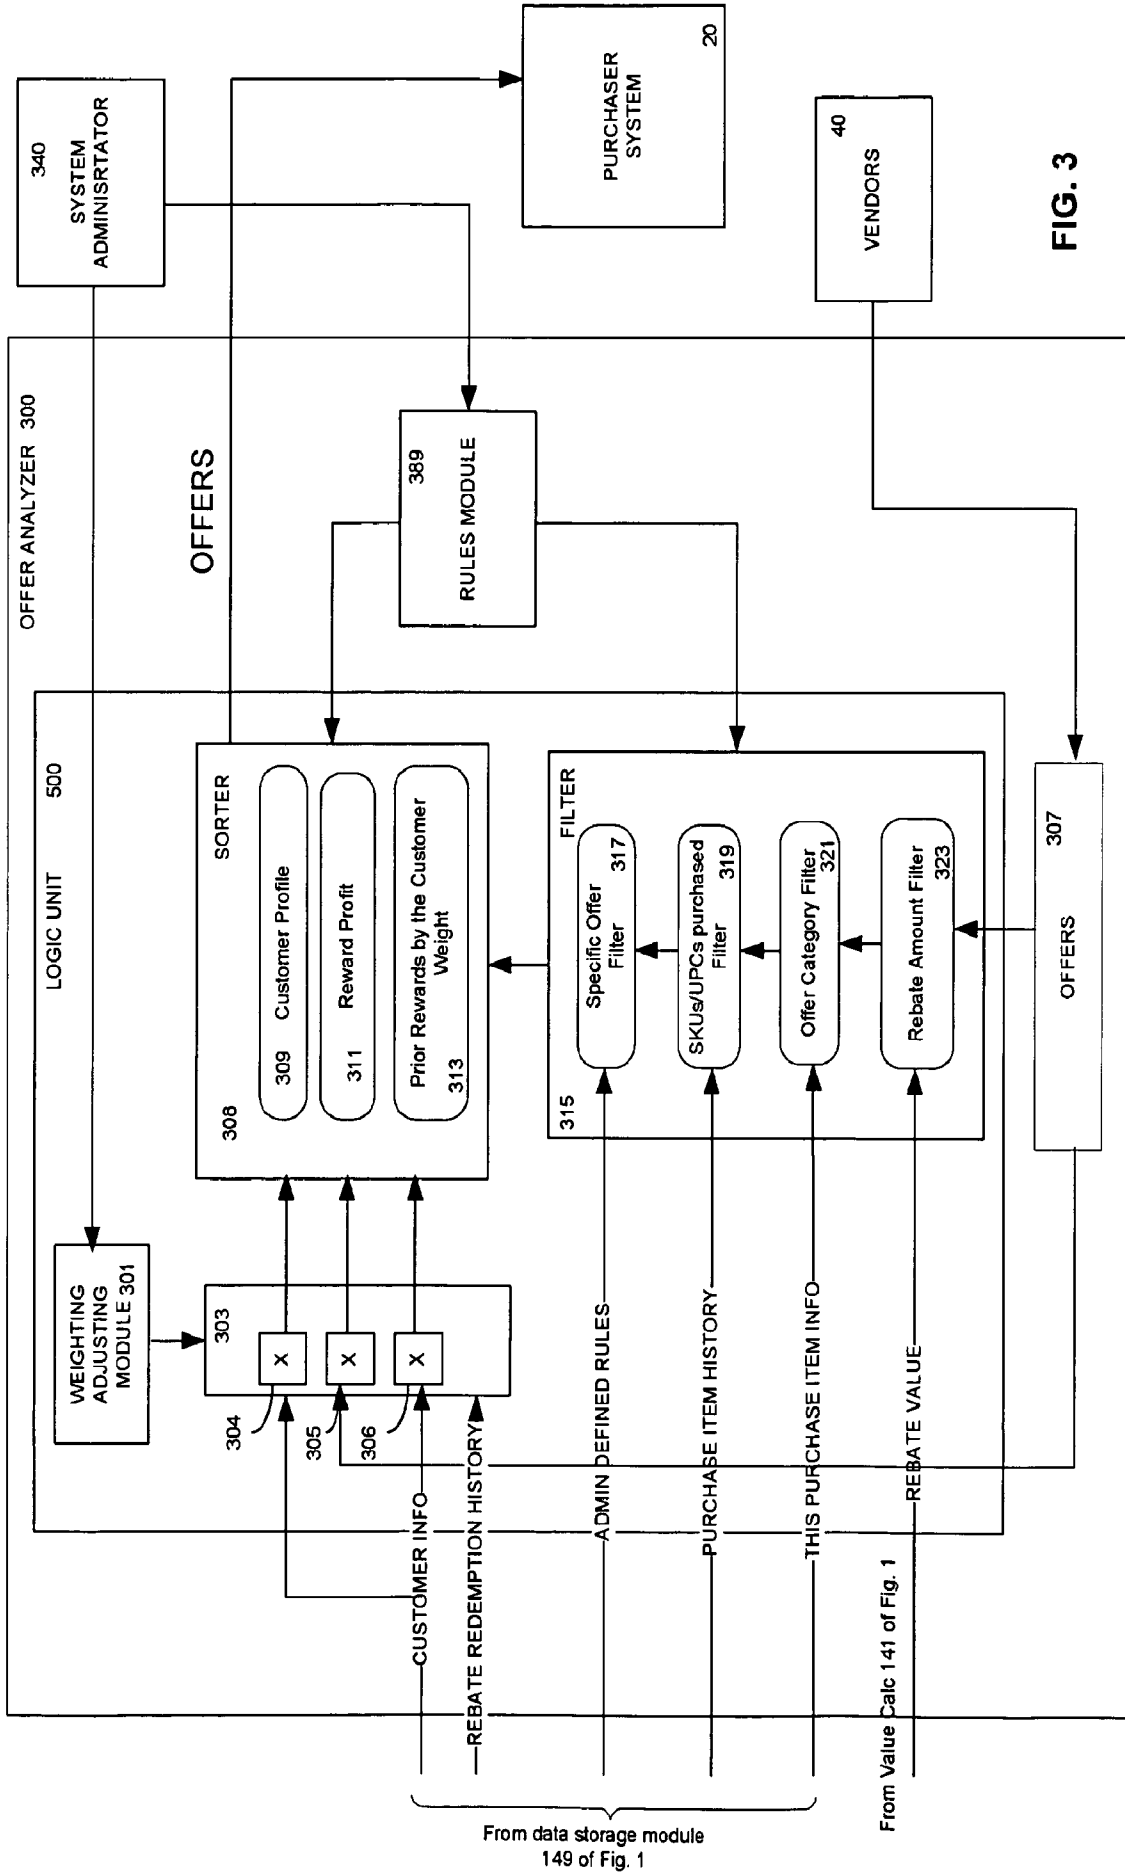 340
SYSTEM
ADMINISRTATOR
PURCHASER
SYSTEM
20
40
VENDORS
FIG. 3
OFFER ANALYZER 300
OFFERS
389
RULES MODULE
LOGIC UNIT 500
WEIGHTING
ADJUSTING
MODULE 301
303
X
X
X
304
305
306
SORTER
308
309 Customer Profile
311 Reward Profit
Prior Rewards by the Customer
Weight
313
FILTER
315
Specific Offer
Filter
317
SKUs/UPCs purchased
Filter
319
Offer Category Filter
321
Rebate Amount Filter
323
307
OFFERS
CUSTOMER INFO
REBATE REDEMPTION HISTORY
ADMIN DEFINED RULES
PURCHASE ITEM HISTORY
THIS PURCHASE ITEM INFO
REBATE VALUE
From Value Calc 141 of Fig. 1
From data storage module
149 of Fig. 1